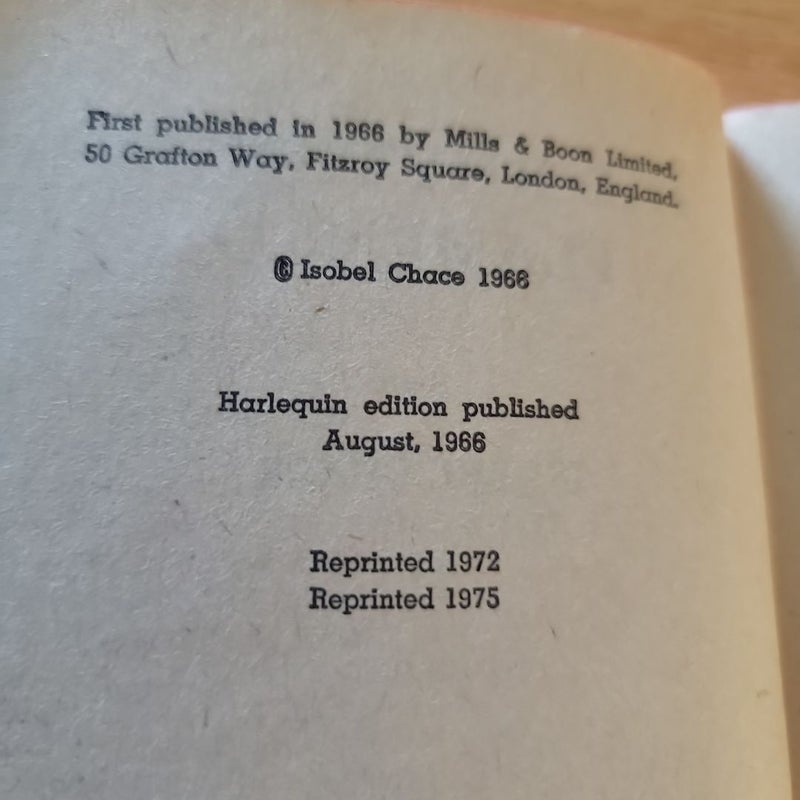 First published in 1966 by Mills & Boon Limited,
50 Grafton Way, Fitzroy Square, London, England.
© Isobel Chace 1966
Harlequin edition published
August, 1966
Reprinted 1972
Reprinted 1975